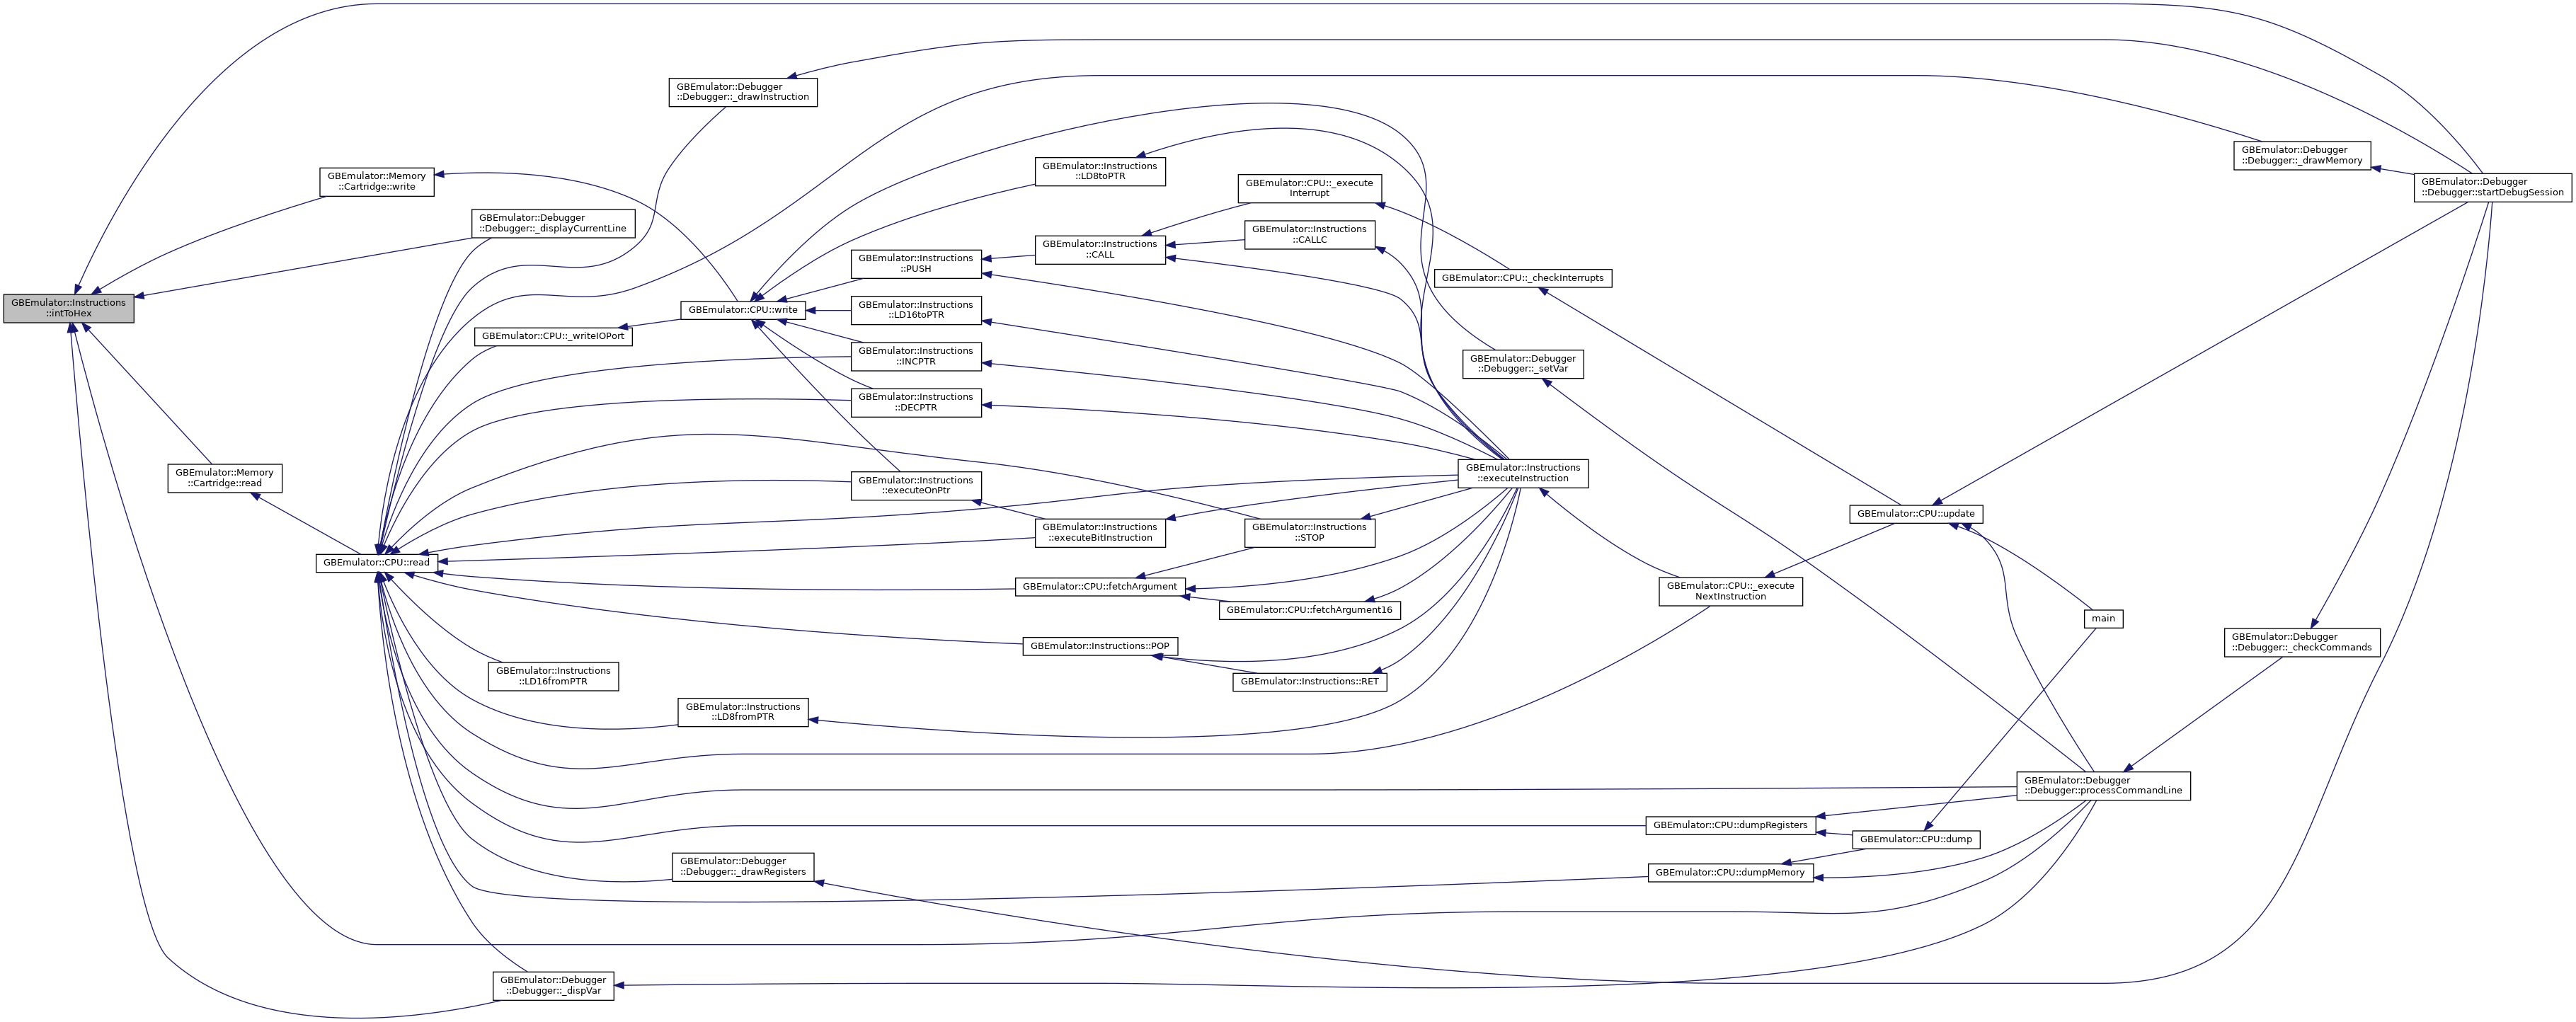 GBEmulator::Instructions
::intToHex
GBEmulator::Memory
::Cartridge::write
GBEmulator::Debugger
::Debugger::_displayCurrentLine
GBEmulator::Memory
::Cartridge::read
GBEmulator::CPU::read
GBEmulator::CPU::_writeIOPort
GBEmulator::Instructions
::LD16fromPTR
GBEmulator::Debugger
::Debugger::_dispVar
GBEmulator::Debugger
::Debugger::_drawInstruction
GBEmulator::CPU::write
GBEmulator::Instructions
::LD8fromPTR
GBEmulator::Debugger
::Debugger::_drawRegisters
GBEmulator::Instructions
::PUSH
GBEmulator::Instructions
::LD16toPTR
GBEmulator::Instructions
::INCPTR
GBEmulator::Instructions
::DECPTR
GBEmulator::Instructions
::executeOnPtr
GBEmulator::Instructions
::LD8toPTR
GBEmulator::Instructions
::CALL
GBEmulator::Instructions
::executeBitInstruction
GBEmulator::CPU::fetchArgument
GBEmulator::Instructions::POP
GBEmulator::CPU::_execute
Interrupt
GBEmulator::Instructions
::CALLC
GBEmulator::Instructions
::STOP
GBEmulator::CPU::fetchArgument16
GBEmulator::Instructions::RET
GBEmulator::CPU::_checkInterrupts
GBEmulator::Debugger
::Debugger::_setVar
GBEmulator::Instructions
::executeInstruction
GBEmulator::CPU::_execute
NextInstruction
GBEmulator::CPU::dumpRegisters
GBEmulator::CPU::dumpMemory
GBEmulator::CPU::update
GBEmulator::CPU::dump
main
GBEmulator::Debugger
::Debugger::processCommandLine
GBEmulator::Debugger
::Debugger::_drawMemory
GBEmulator::Debugger
::Debugger::_checkCommands
GBEmulator::Debugger
::Debugger::startDebugSession